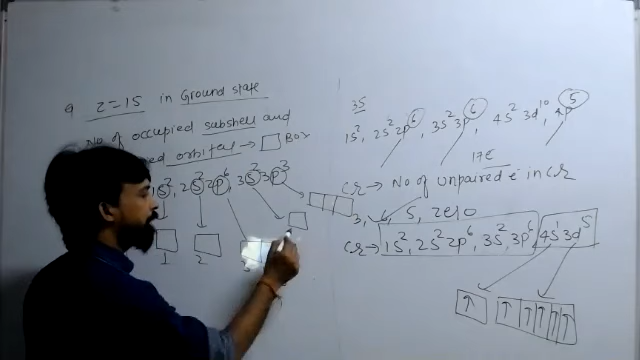 Q Z=15 in Ground state
No of occupied subshell and
orbitals → □ Box
1s², 2s² 2p⁶, 3s² 3p³
1 2 3
35
1s², 2s² 2p⁶, 3s² 3p⁶, 4s² 3d¹⁰, 4p⁵
17e
Cr → No of unpaired e⁻ in Cr
3, 5, zero
Cr → 1s², 2s² 2p⁶, 3s², 3p⁶, 4s¹ 3d⁵
↑ ↑ ↑ ↑ ↑ ↑